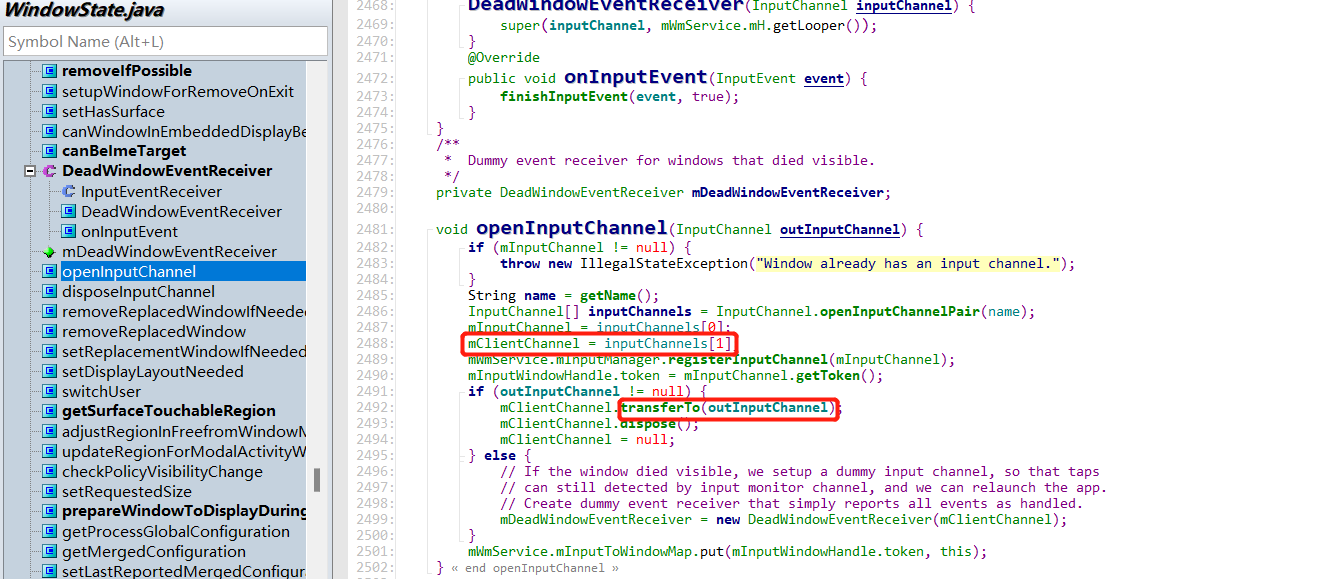 WindowState.java
Symbol Name (Alt+L)
removeIfPossible
setupWindowForRemoveOnExit
setHasSurface
canWindowInEmbeddedDisplayBe
canBeImeTarget
DeadWindowEventReceiver
InputEventReceiver
DeadWindowEventReceiver
onInputEvent
mDeadWindowEventReceiver
openInputChannel
disposeInputChannel
removeReplacedWindowIfNeeded
removeReplacedWindow
setReplacementWindowIfNeeded
setDisplayLayoutNeeded
switchUser
getSurfaceTouchableRegion
adjustRegionInFreefromWindowM
updateRegionForModalActivityW
checkPolicyVisibilityChange
setRequestedSize
prepareWindowToDisplayDuring
getProcessGlobalConfiguration
getMergedConfiguration
setLastReportedMergedConfigura
2468: DeadWindowEventReceiver(InputChannel inputChannel) {
2469: super(inputChannel, mWmService.mH.getLooper());
2470: }
2471: @Override
2472: public void onInputEvent(InputEvent event) {
2473: finishInputEvent(event, true);
2474: }
2475: }
2476: /**
2477: * Dummy event receiver for windows that died visible.
2478: */
2479: private DeadWindowEventReceiver mDeadWindowEventReceiver;
2480:
2481: void openInputChannel(InputChannel outInputChannel) {
2482: if (mInputChannel != null) {
2483: throw new IllegalStateException("Window already has an input channel.");
2484: }
2485: String name = getName();
2486: InputChannel[] inputChannels = InputChannel.openInputChannelPair(name);
2487: mInputChannel = inputChannels[0];
2488: mClientChannel = inputChannels[1]
2489: mWmService.mInputManager.registerInputChannel(mInputChannel);
2490: mInputWindowHandle.token = mInputChannel.getToken();
2491: if (outInputChannel != null) {
2492: mClientChannel.transferTo(outInputChannel);
2493: mClientChannel.dispose();
2494: mClientChannel = null;
2495: } else {
2496: // If the window died visible, we setup a dummy input channel, so that taps
2497: // can still detected by input monitor channel, and we can relaunch the app.
2498: // Create dummy event receiver that simply reports all events as handled.
2499: mDeadWindowEventReceiver = new DeadWindowEventReceiver(mClientChannel);
2500: }
2501: mWmService.mInputToWindowMap.put(mInputWindowHandle.token, this);
2502: } « end openInputChannel »